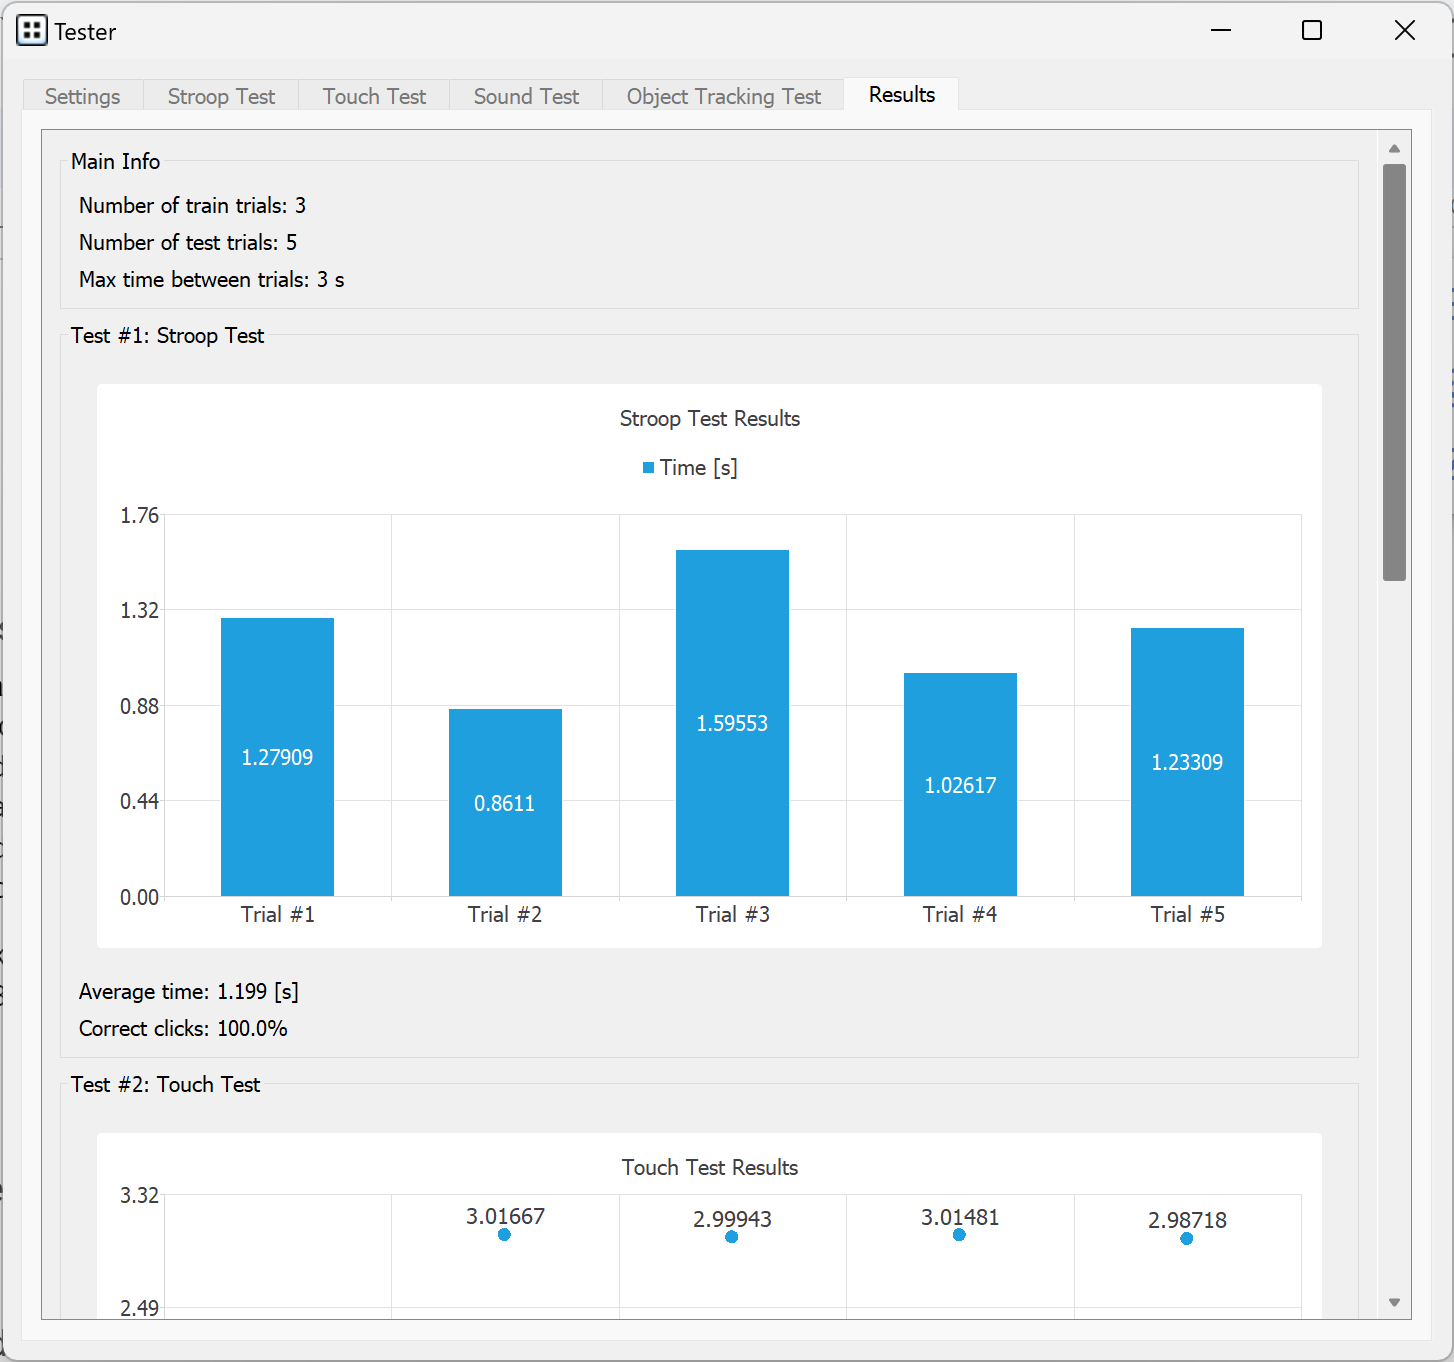 Tester
Settings
Stroop Test
Touch Test
Sound Test
Object Tracking Test
Results
Main Info
Number of train trials: 3
Number of test trials: 5
Max time between trials: 3 s
Test #1: Stroop Test
Stroop Test Results
Time [s]
1.76
1.32
0.88
0.44
0.00
1.27909
0.8611
1.59553
1.02617
1.23309
Trial #1
Trial #2
Trial #3
Trial #4
Trial #5
Average time: 1.199 [s]
Correct clicks: 100.0%
Test #2: Touch Test
Touch Test Results
3.32
2.49
3.01667
2.99943
3.01481
2.98718